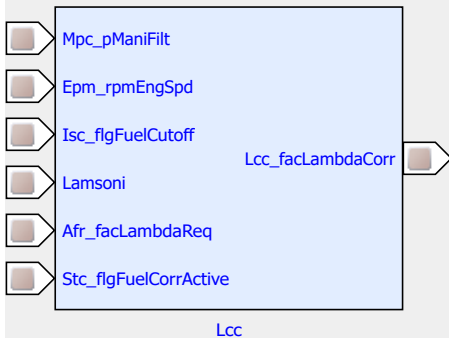 Mpc_pManiFilt
Epm_rpmEngSpd
Isc_flgFuelCutoff
Lcc_facLambdaCorr
Lamsoni
Afr_facLambdaReq
Stc_flgFuelCorrActive
Lcc